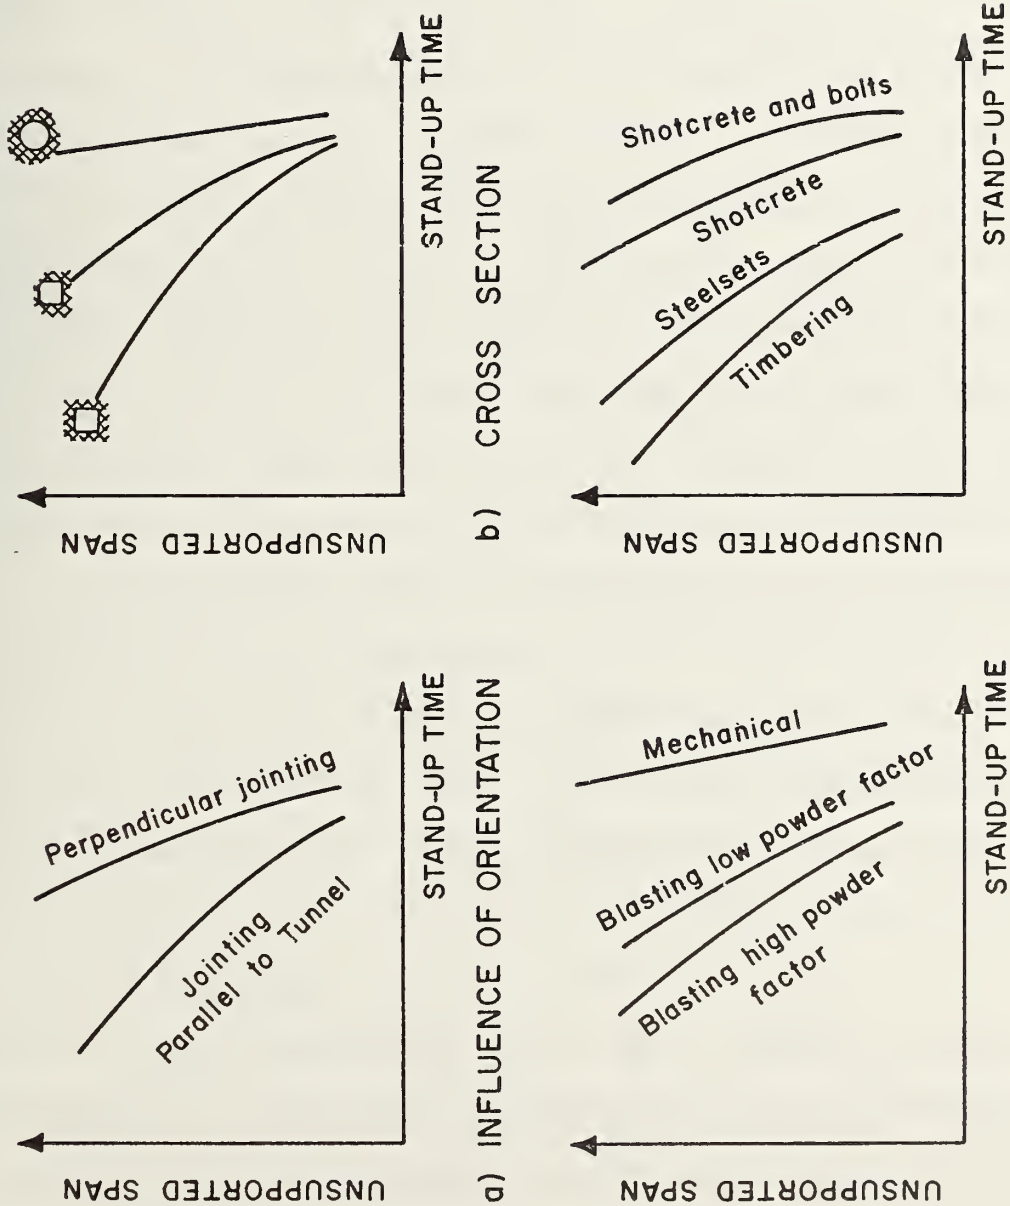 UNSUPPORTED SPAN
Perpendicular jointing
Jointing
Parallel to Tunnel
STAND-UP TIME
a) INFLUENCE OF ORIENTATION
UNSUPPORTED SPAN
STAND-UP TIME
b) CROSS SECTION
UNSUPPORTED SPAN
Mechanical
Blasting low powder factor
Blasting high powder
factor
STAND-UP TIME
UNSUPPORTED SPAN
Shotcrete and bolts
Shotcrete
Steelsets
Timbering
STAND-UP TIME